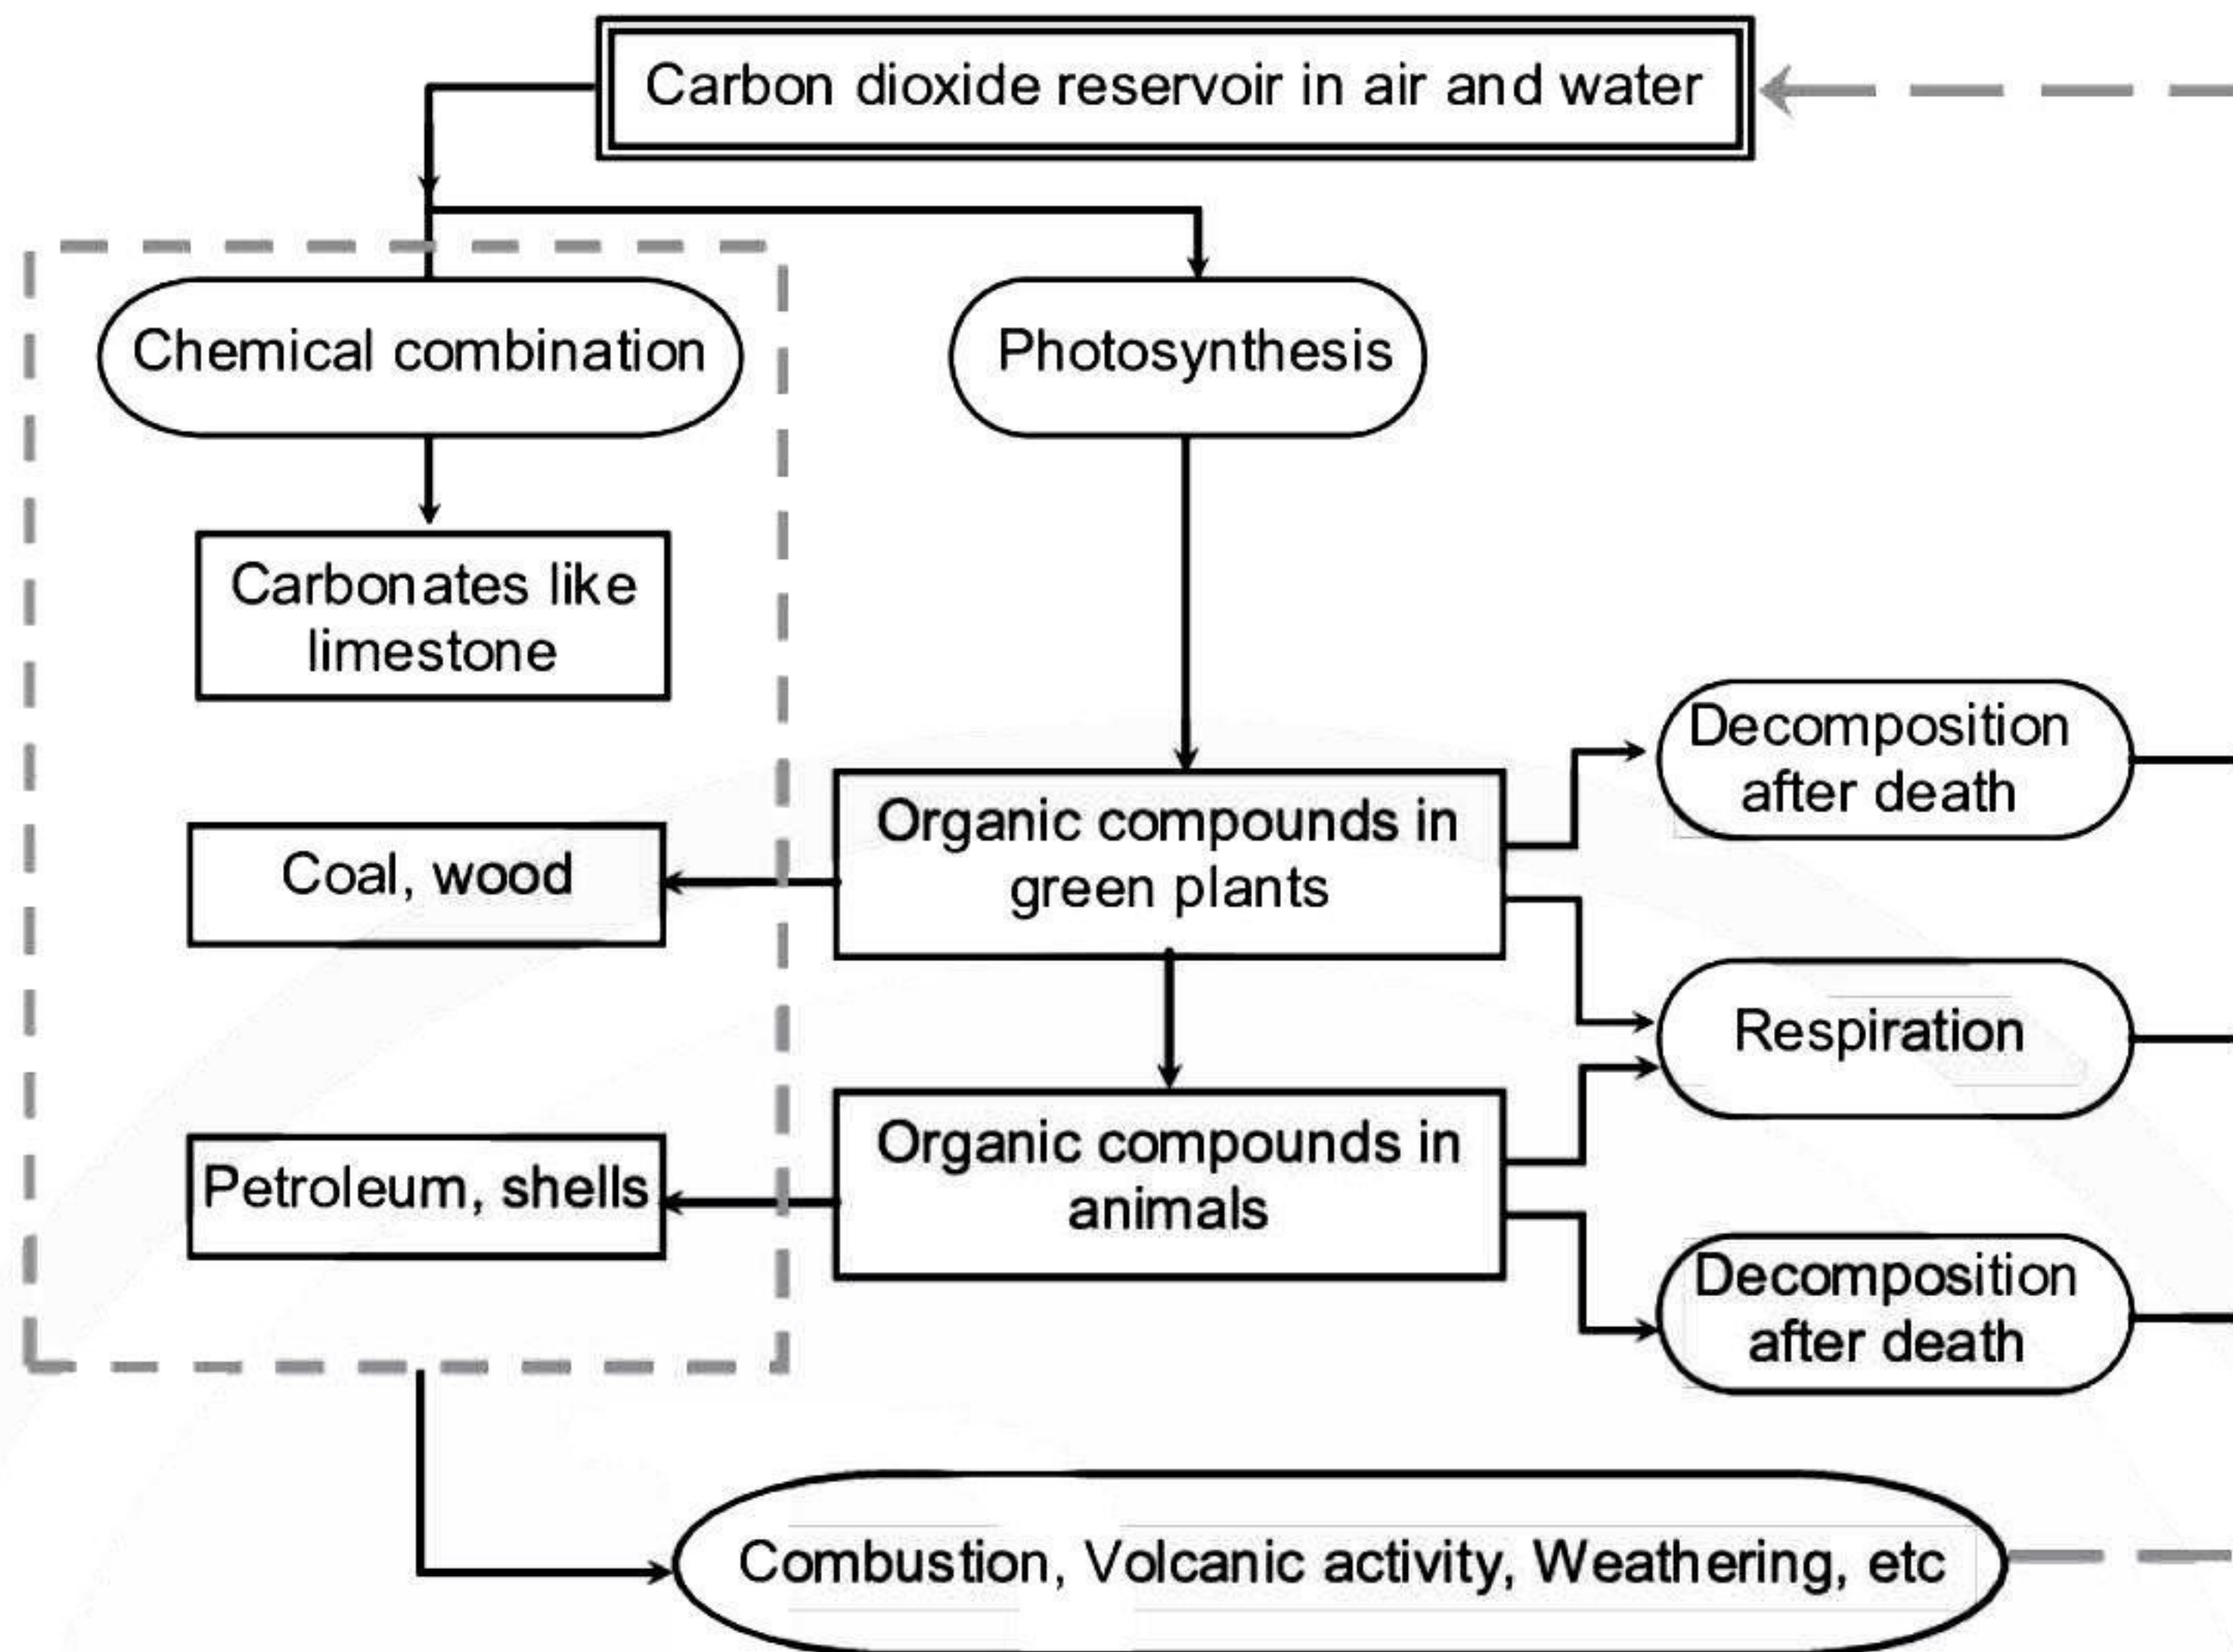 Carbon dioxide reservoir in air and water
Chemical combination
Photosynthesis
Carbonates like
limestone
Decomposition
after death
Coal, wood
Organic compounds in
green plants
Respiration
Petroleum, shells
Organic compounds in
animals
Decomposition
after death
Combustion, Volcanic activity, Weathering, etc